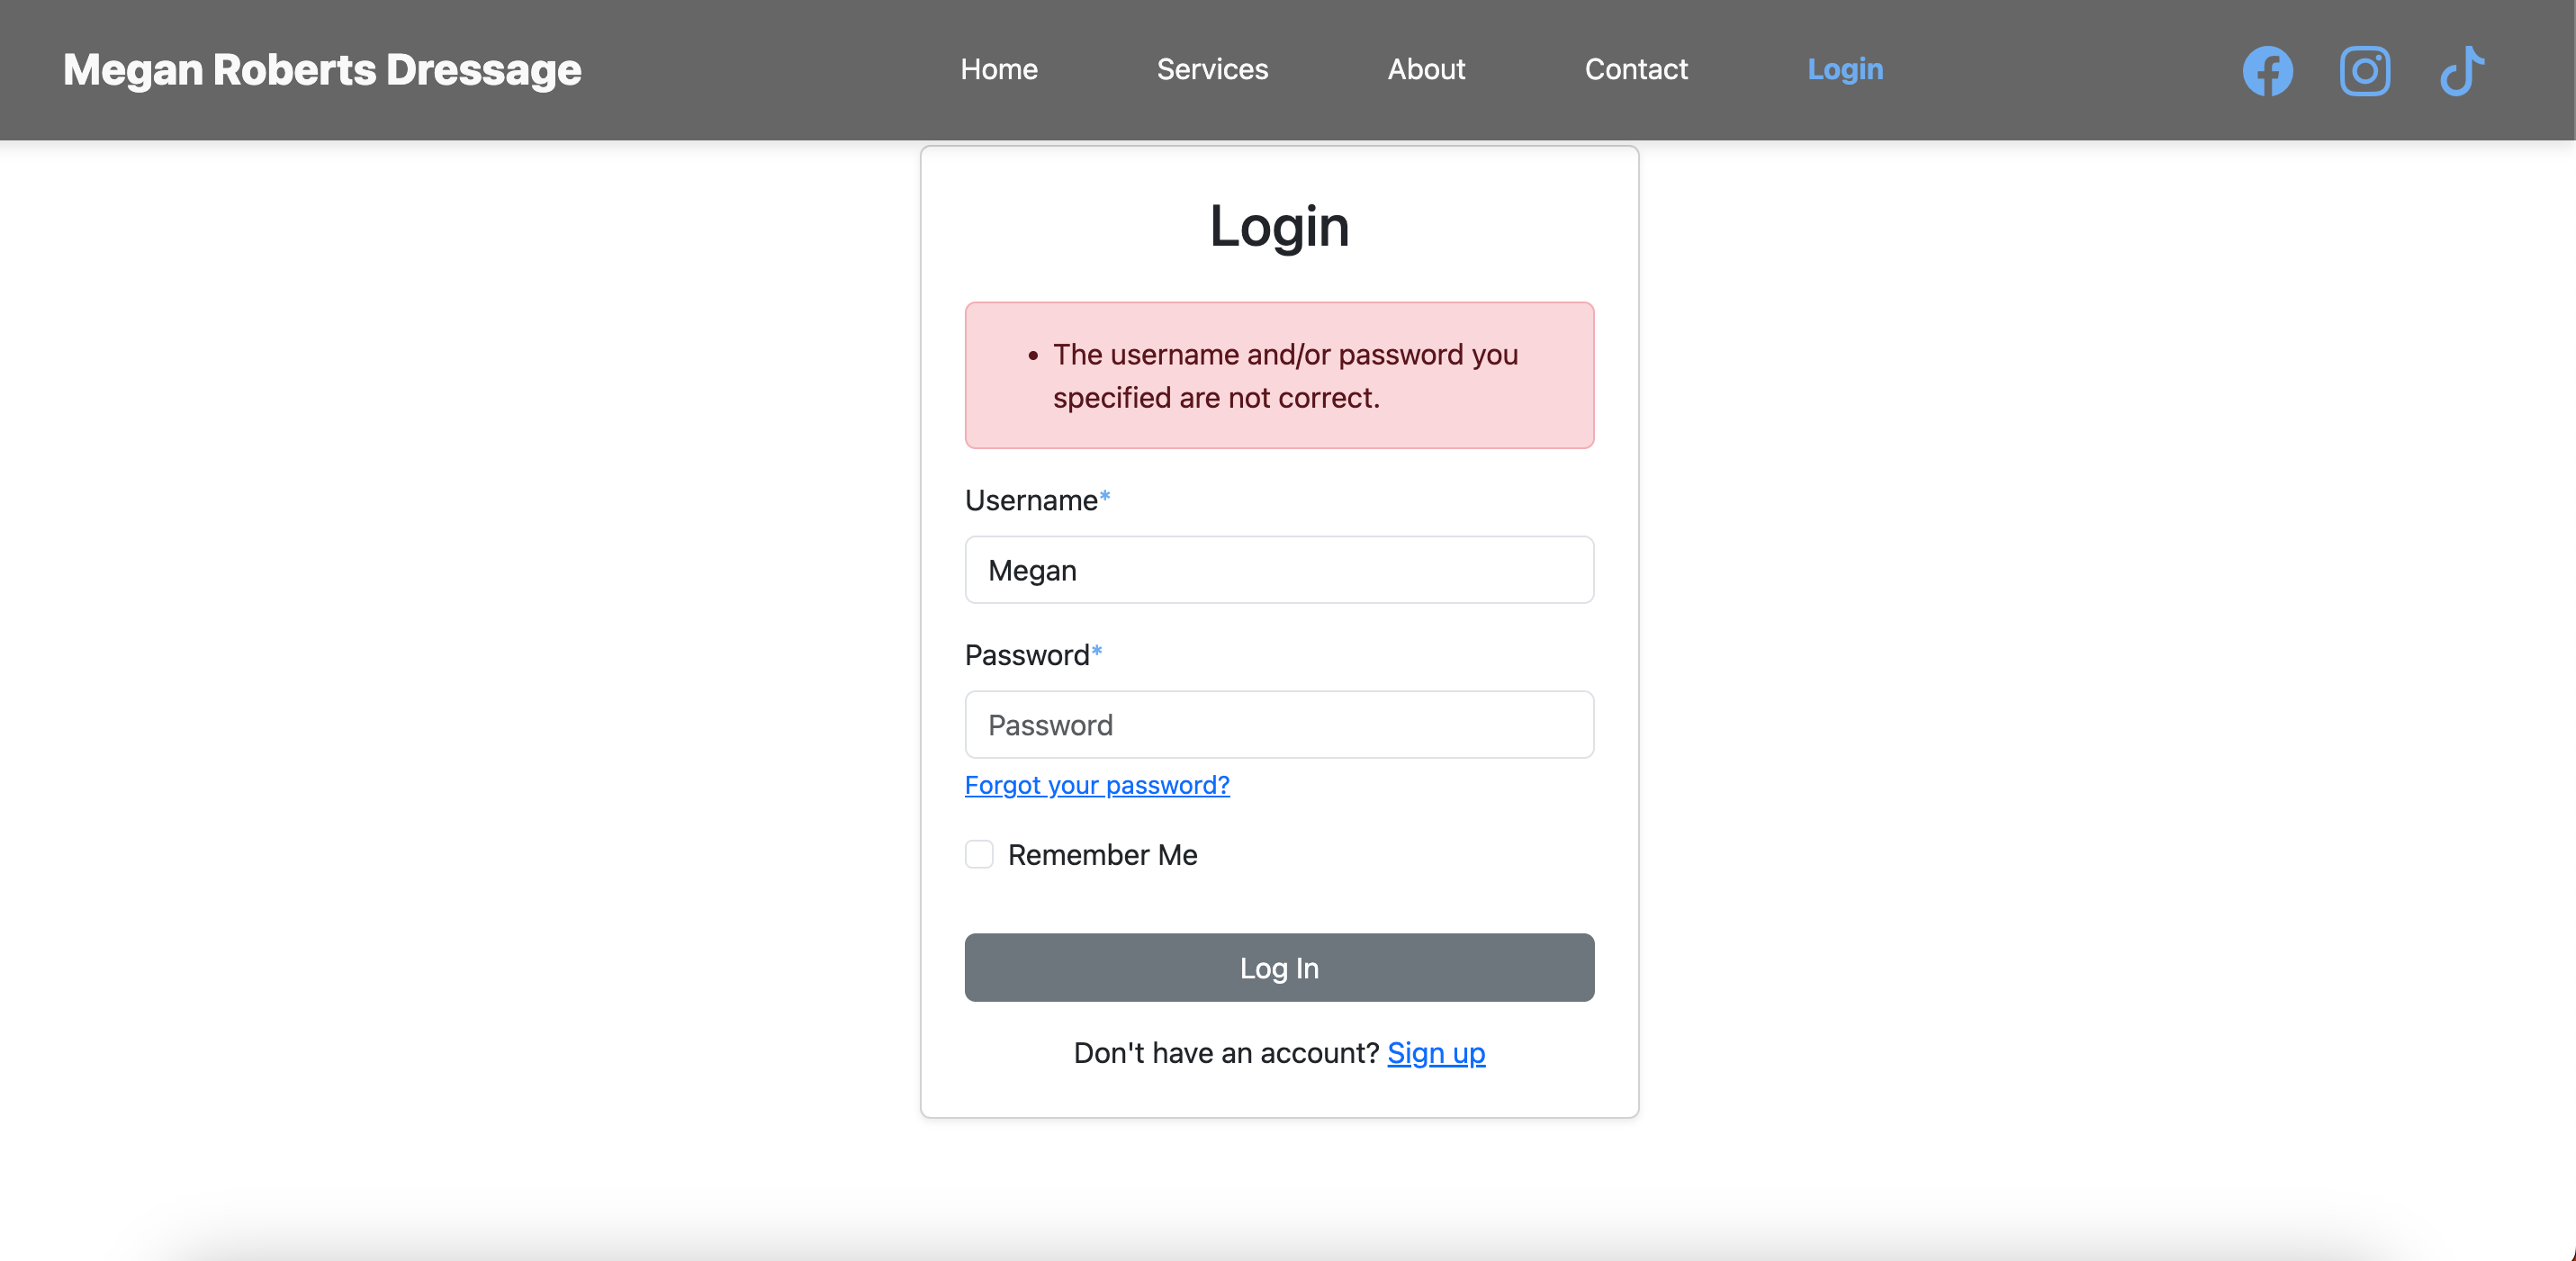 Megan Roberts Dressage
Home Services About Contact Login
Login
• The username and/or password you
specified are not correct.
Username*
Megan
Password*
Password
Forgot your password?
Remember Me
Log In
Don't have an account? Sign up